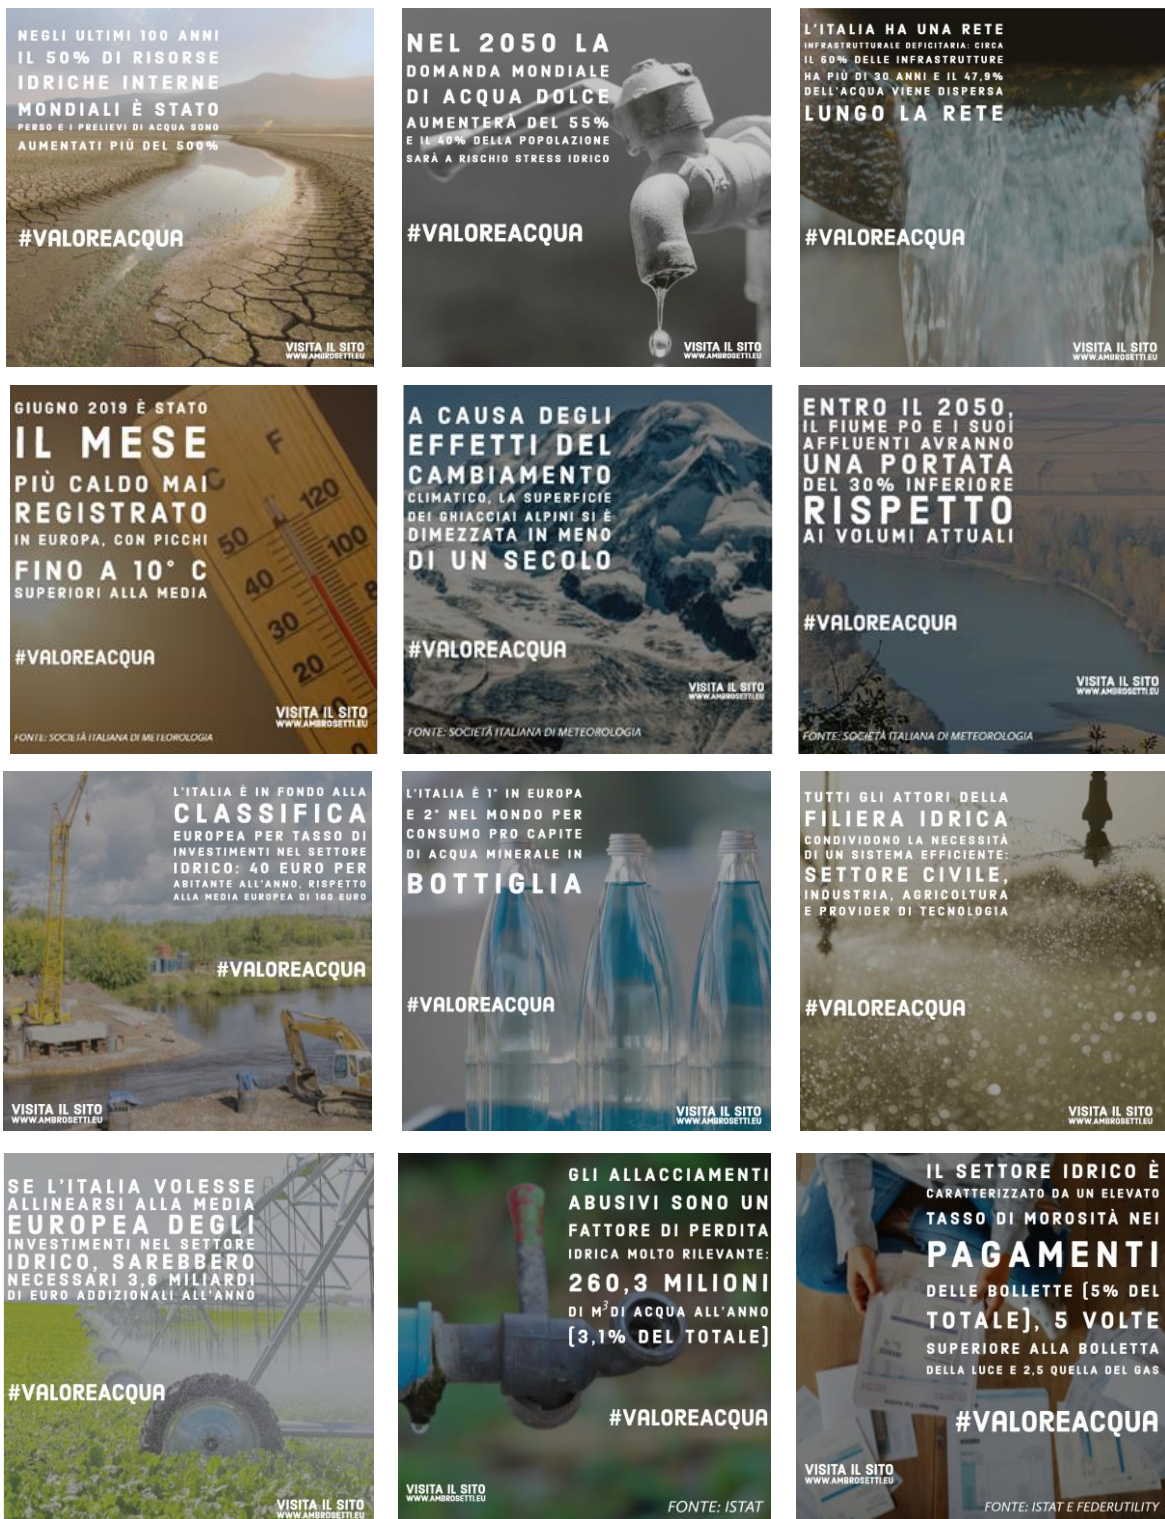 NEGLI ULTIMI 100 ANNI
IL 50% DI RISORSE
IDRICHE INTERNE
MONDIALI È STATO
PERSO E I PRELIEVI DI ACQUA SONO
AUMENTATI PIÙ DEL 500%
#VALOREACQUA
VISITA IL SITO
WWW.AMBROSETTI.EU
NEL 2050 LA
DOMANDA MONDIALE
DI ACQUA DOLCE
AUMENTERÀ DEL 55%
E IL 40% DELLA POPOLAZIONE
SARÀ A RISCHIO STRESS IDRICO
#VALOREACQUA
VISITA IL SITO
WWW.AMBROSETTI.EU
L'ITALIA HA UNA RETE
INFRASTRUTTURALE DEFICITARIA: CIRCA
IL 60% DELLE INFRASTRUTTURE
HA PIÙ DI 30 ANNI E IL 47,9%
DELL'ACQUA VIENE DISPERSA
LUNGO LA RETE
#VALOREACQUA
VISITA IL SITO
WWW.AMBROSETTI.EU
GIUGNO 2019 È STATO
IL MESE
PIÙ CALDO MAI
REGISTRATO
IN EUROPA, CON PICCHI
FINO A 10° C
SUPERIORI ALLA MEDIA
#VALOREACQUA
C F
120
50
100
40
8
30
20
0
VISITA IL SITO
WWW.AMBROSETTI.EU
FONTE: SOCIETÀ ITALIANA DI METEOROLOGIA
A CAUSA DEGLI
EFFETTI DEL
CAMBIAMENTO
CLIMATICO, LA SUPERFICIE
DEI GHIACCIAI ALPINI SI È
DIMEZZATA IN MENO
DI UN SECOLO
#VALOREACQUA
VISITA IL SITO
WWW.AMBROSETTI.EU
FONTE: SOCIETÀ ITALIANA DI METEOROLOGIA
ENTRO IL 2050,
IL FIUME PO E I SUOI
AFFLUENTI AVRANNO
UNA PORTATA
DEL 30% INFERIORE
RISPETTO
AI VOLUMI ATTUALI
#VALOREACQUA
VISITA IL SITO
WWW.AMBROSETTI.EU
FONTE: SOCIETÀ ITALIANA DI METEOROLOGIA
L'ITALIA È IN FONDO ALLA
CLASSIFICA
EUROPEA PER TASSO DI
INVESTIMENTI NEL SETTORE
IDRICO: 40 EURO PER
ABITANTE ALL'ANNO, RISPETTO
ALLA MEDIA EUROPEA DI 100 EURO
#VALOREACQUA
VISITA IL SITO
WWW.AMBROSETTI.EU
L'ITALIA È 1° IN EUROPA
E 2° NEL MONDO PER
CONSUMO PRO CAPITE
DI ACQUA MINERALE IN
BOTTIGLIA
#VALOREACQUA
VISITA IL SITO
WWW.AMBROSETTI.EU
TUTTI GLI ATTORI DELLA
FILIERA IDRICA
CONDIVIDONO LA NECESSITÀ
DI UN SISTEMA EFFICIENTE:
SETTORE CIVILE,
INDUSTRIA, AGRICOLTURA
E PROVIDER DI TECNOLOGIA
#VALOREACQUA
VISITA IL SITO
WWW.AMBROSETTI.EU
SE L'ITALIA VOLESSE
ALLINEARSI ALLA MEDIA
EUROPEA DEGLI
INVESTIMENTI NEL SETTORE
IDRICO, SAREBBERO
NECESSARI 3,6 MILIARDI
DI EURO ADDIZIONALI ALL'ANNO
#VALOREACQUA
VISITA IL SITO
WWW.AMBROSETTI.EU
GLI ALLACCIAMENTI
ABUSIVI SONO UN
FATTORE DI PERDITA
IDRICA MOLTO RILEVANTE:
260,3 MILIONI
DI M³ DI ACQUA ALL'ANNO
(3,1% DEL TOTALE)
#VALOREACQUA
VISITA IL SITO
WWW.AMBROSETTI.EU
FONTE: ISTAT
IL SETTORE IDRICO È
CARATTERIZZATO DA UN ELEVATO
TASSO DI MOROSITÀ NEI
PAGAMENTI
DELLE BOLLETTE (5% DEL
TOTALE), 5 VOLTE
SUPERIORE ALLA BOLLETTA
DELLA LUCE E 2,5 QUELLA DEL GAS
#VALOREACQUA
VISITA IL SITO
WWW.AMBROSETTI.EU
FONTE: ISTAT E FEDERUTILITY